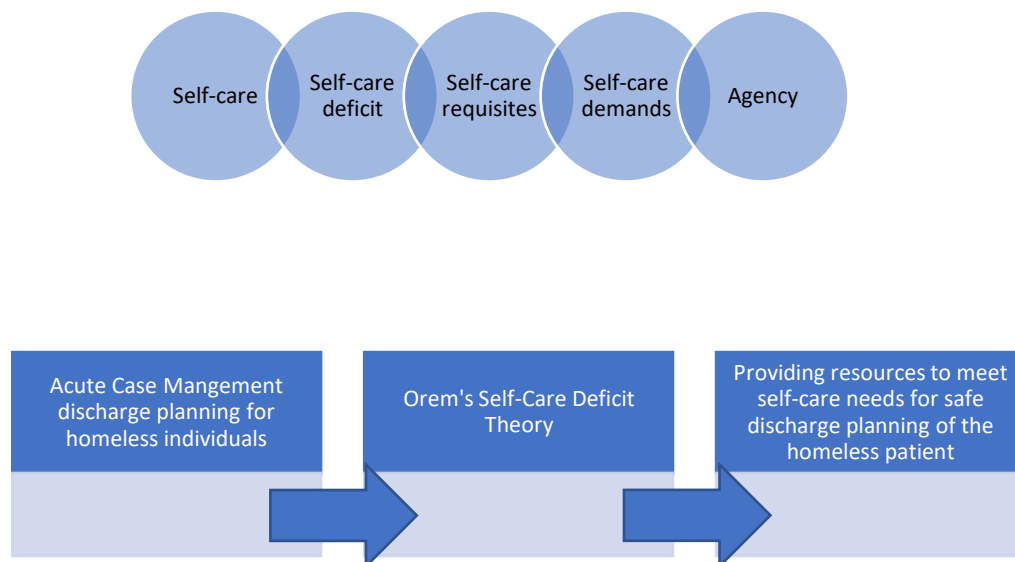 Self-care
Self-care
deficit
Self-care
requisites
Self-care
demands
Agency
Acute Case Mangement
discharge planning for
homeless individuals
Orem's Self-Care Deficit
Theory
Providing resources to meet
self-care needs for safe
discharge planning of the
homeless patient